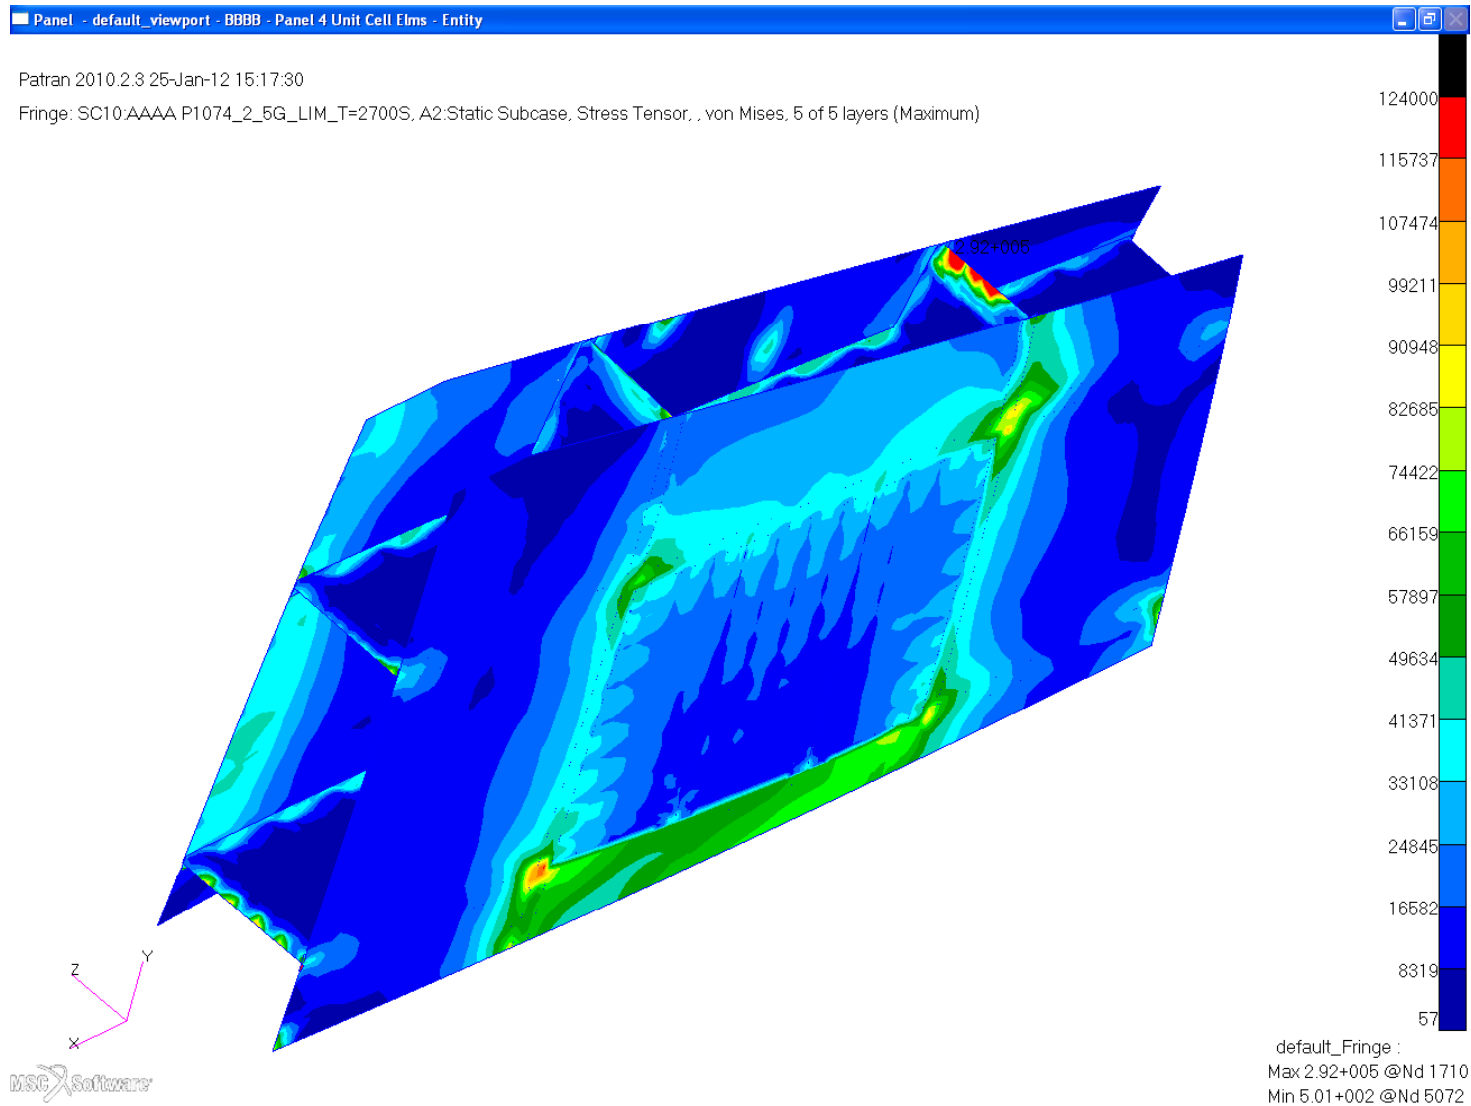 Panel - default_viewport - BBBB - Panel 4 Unit Cell Elms - Entity
Patran 2010.2.3 25-Jan-12 15:17:30
Fringe: SC10:AAAA P1074_2_5G_LIM_T=2700S, A2:Static Subcase, Stress Tensor, , von Mises, 5 of 5 layers (Maximum)
124000
115737
107474
99211
90948
82685
74422
66159
57897
49634
41371
33108
24845
16582
8319
57
2.92+005
Z
Y
X
MSC Software
default_Fringe :
Max 2.92+005 @Nd 1710
Min 5.01+002 @Nd 5072